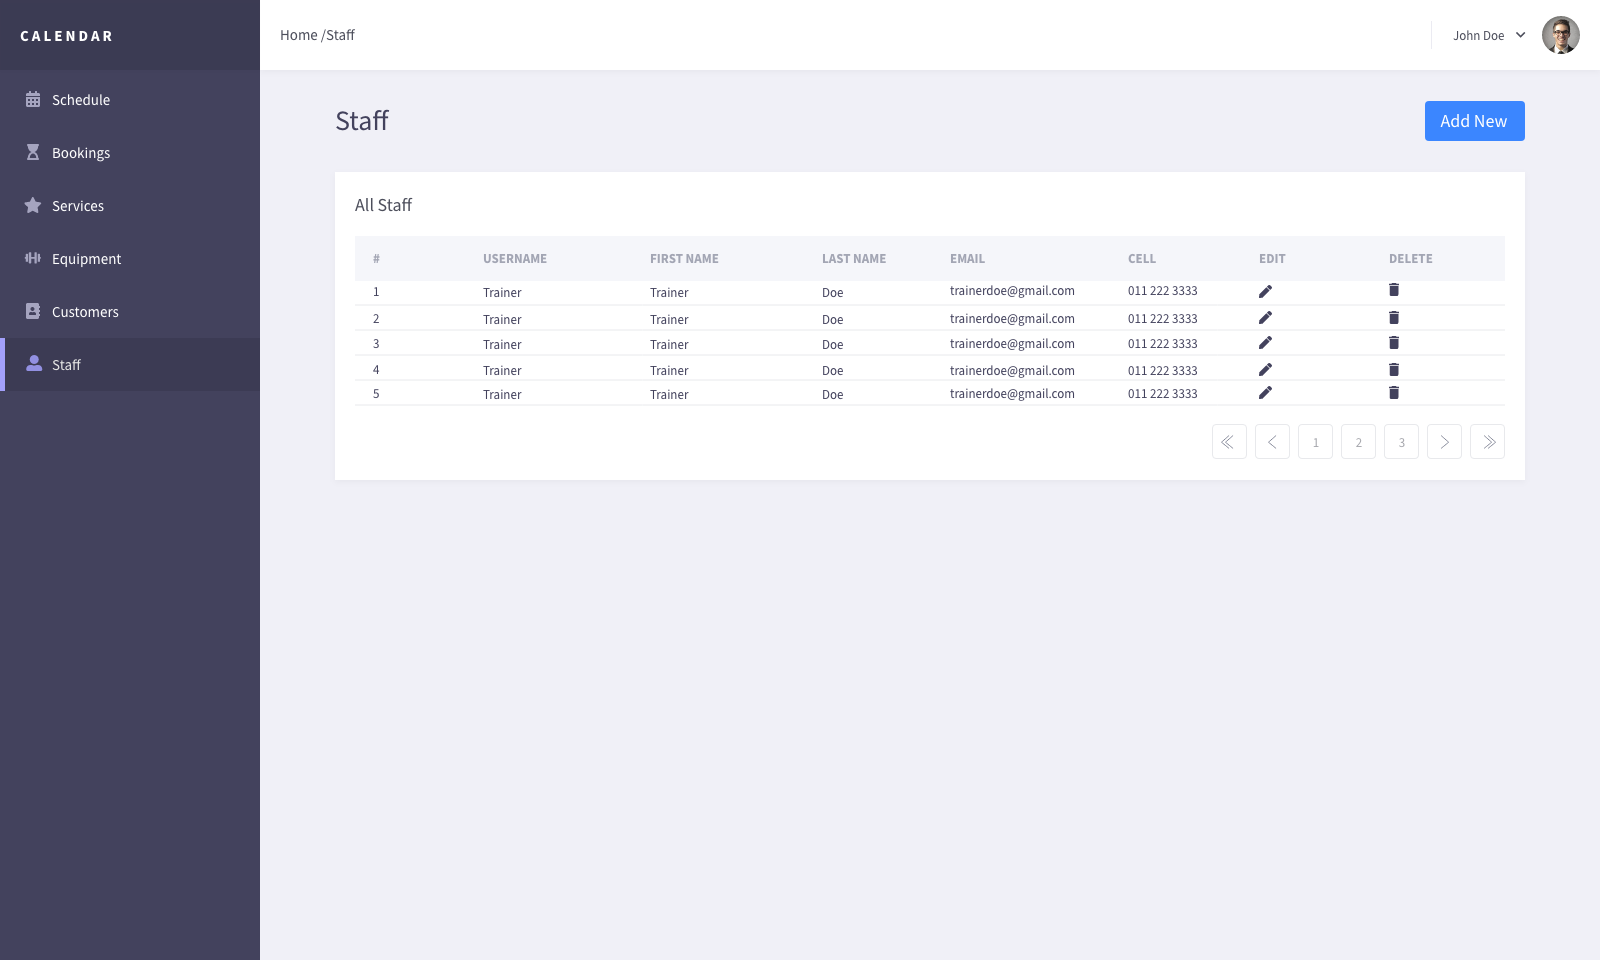 CALENDAR
Home /Staff
John Doe
Schedule
Bookings
Services
Equipment
Customers
Staff
Staff
Add New
All Staff
# USERNAME FIRST NAME LAST NAME EMAIL CELL EDIT DELETE
1 Trainer Trainer Doe trainerdoe@gmail.com 011 222 3333
2 Trainer Trainer Doe trainerdoe@gmail.com 011 222 3333
3 Trainer Trainer Doe trainerdoe@gmail.com 011 222 3333
4 Trainer Trainer Doe trainerdoe@gmail.com 011 222 3333
5 Trainer Trainer Doe trainerdoe@gmail.com 011 222 3333
1 2 3